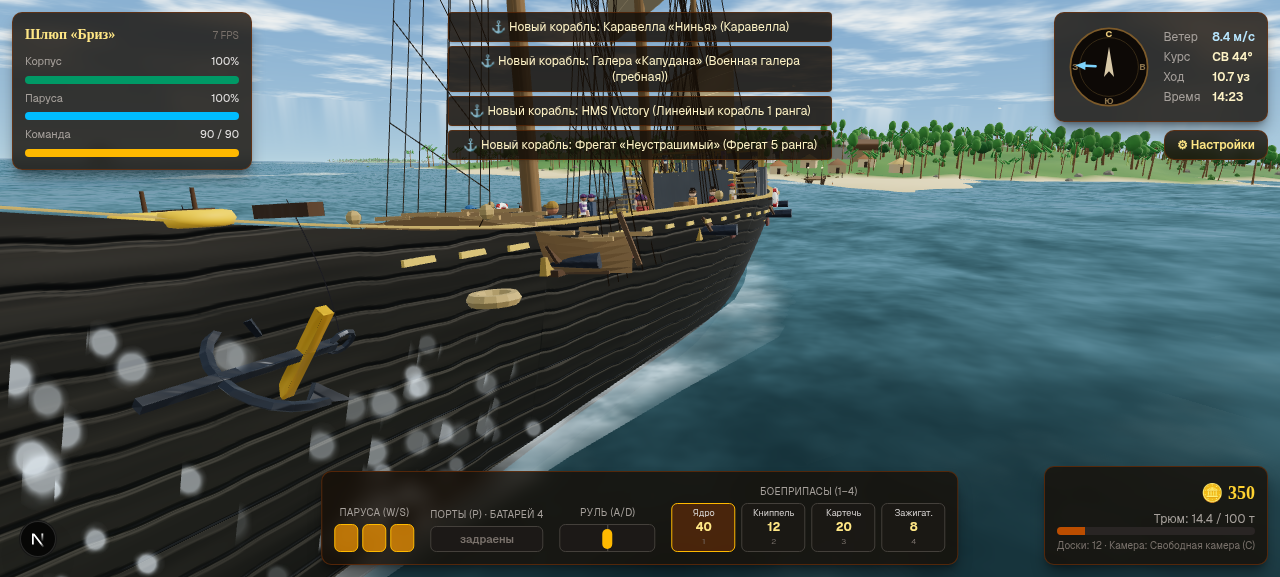 Шлюп «Бриз»
7 FPS
Корпус 100%
Паруса 100%
Команда 90 / 90
⚓ Новый корабль: Каравелла «Нинья» (Каравелла)
⚓ Новый корабль: Галера «Капудана» (Военная галера
(гребная))
⚓ Новый корабль: HMS Victory (Линейный корабль 1 ранга)
⚓ Новый корабль: Фрегат «Неустрашимый» (Фрегат 5 ранга)
С
З В
Ю
Ветер 8.4 м/с
Курс СВ 44°
Ход 10.7 уз
Время 14:23
⚙ Настройки
ПАРУСА (W/S)
ПОРТЫ (P) · БАТАРЕЙ 4
задраены
РУЛЬ (A/D)
БОЕПРИПАСЫ (1–4)
Ядро
40
1
Книппель
12
2
Картечь
20
3
Зажигат.
8
4
350
Трюм: 14.4 / 100 т
Доски: 12 · Камера: Свободная камера (C)
N